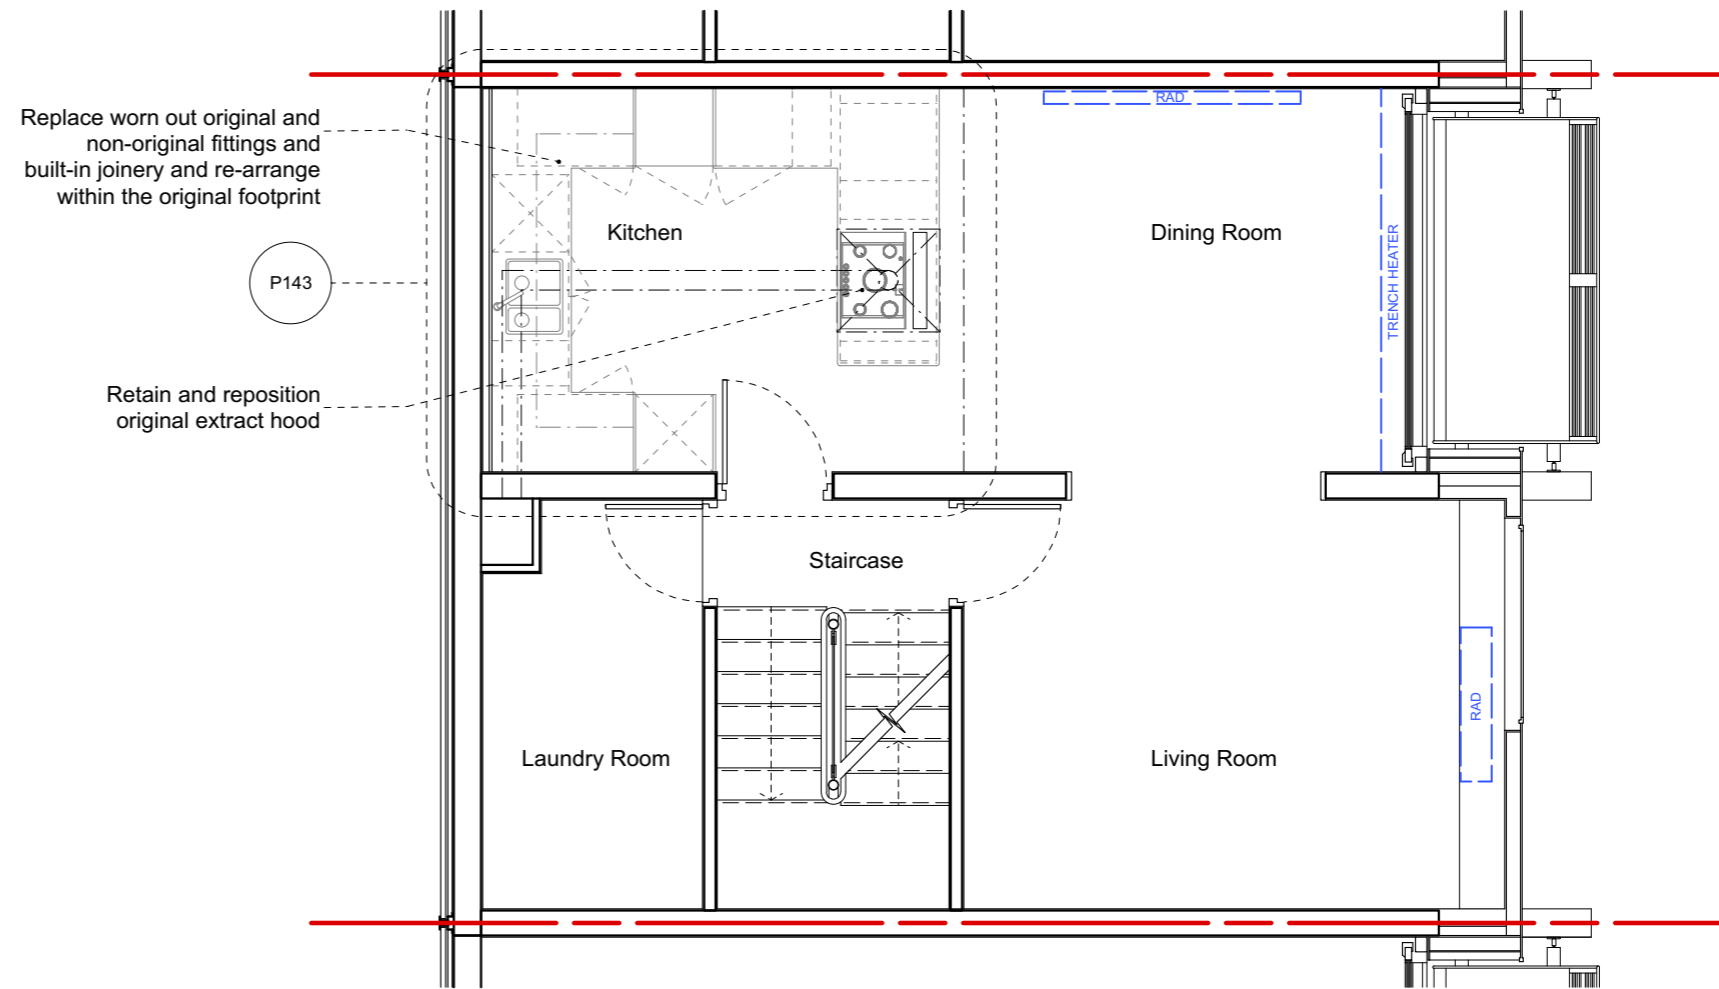 Replace worn out original and
non-original fittings and
built-in joinery and re-arrange
within the original footprint
P143
Retain and reposition
original extract hood
Kitchen
RAD
Dining Room
TRENCH HEATER
Staircase
Laundry Room
Living Room
RAD